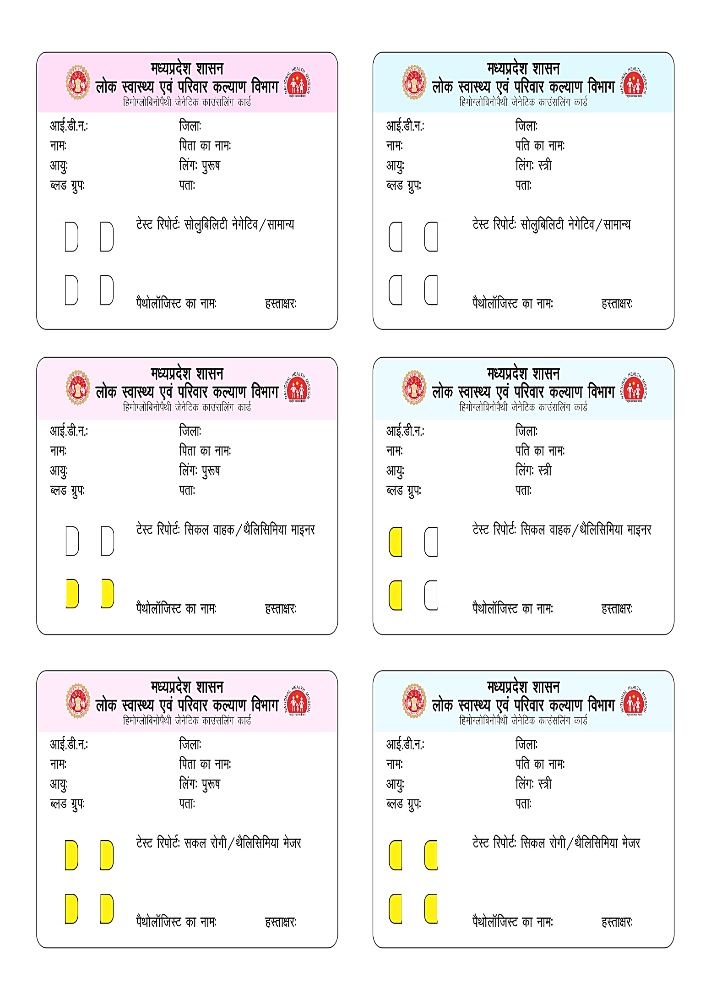 मध्यप्रदेश शासन
लोक स्वास्थ्य एवं परिवार कल्याण विभाग
हिमोग्लोबिनोपैथी जेनेटिक काउंसलिंग कार्ड
NATIONAL HEALTH MISSION
राष्ट्रीय स्वास्थ्य मिशन
आई.डी.न.: जिला:
नाम: पिता का नाम:
आयु: लिंग: पुरूष
ब्लड ग्रुप: पता:
टेस्ट रिपोर्ट: सोलुबिलिटी नेगेटिव/सामान्य
पैथोलॉजिस्ट का नाम: हस्ताक्षर:
मध्यप्रदेश शासन
लोक स्वास्थ्य एवं परिवार कल्याण विभाग
हिमोग्लोबिनोपैथी जेनेटिक काउंसलिंग कार्ड
NATIONAL HEALTH MISSION
राष्ट्रीय स्वास्थ्य मिशन
आई.डी.न.: जिला:
नाम: पति का नाम:
आयु: लिंग: स्त्री
ब्लड ग्रुप: पता:
टेस्ट रिपोर्ट: सोलुबिलिटी नेगेटिव/सामान्य
पैथोलॉजिस्ट का नाम: हस्ताक्षर:
मध्यप्रदेश शासन
लोक स्वास्थ्य एवं परिवार कल्याण विभाग
हिमोग्लोबिनोपैथी जेनेटिक काउंसलिंग कार्ड
NATIONAL HEALTH MISSION
राष्ट्रीय स्वास्थ्य मिशन
आई.डी.न.: जिला:
नाम: पिता का नाम:
आयु: लिंग: पुरूष
ब्लड ग्रुप: पता:
टेस्ट रिपोर्ट: सिकल वाहक/थैलिसिमिया माइनर
पैथोलॉजिस्ट का नाम: हस्ताक्षर:
मध्यप्रदेश शासन
लोक स्वास्थ्य एवं परिवार कल्याण विभाग
हिमोग्लोबिनोपैथी जेनेटिक काउंसलिंग कार्ड
NATIONAL HEALTH MISSION
राष्ट्रीय स्वास्थ्य मिशन
आई.डी.न.: जिला:
नाम: पति का नाम:
आयु: लिंग: स्त्री
ब्लड ग्रुप: पता:
टेस्ट रिपोर्ट: सिकल वाहक/थैलिसिमिया माइनर
पैथोलॉजिस्ट का नाम: हस्ताक्षर:
मध्यप्रदेश शासन
लोक स्वास्थ्य एवं परिवार कल्याण विभाग
हिमोग्लोबिनोपैथी जेनेटिक काउंसलिंग कार्ड
NATIONAL HEALTH MISSION
राष्ट्रीय स्वास्थ्य मिशन
आई.डी.न.: जिला:
नाम: पिता का नाम:
आयु: लिंग: पुरूष
ब्लड ग्रुप: पता:
टेस्ट रिपोर्ट: सकल रोगी/थैलिसिमिया मेजर
पैथोलॉजिस्ट का नाम: हस्ताक्षर:
मध्यप्रदेश शासन
लोक स्वास्थ्य एवं परिवार कल्याण विभाग
हिमोग्लोबिनोपैथी जेनेटिक काउंसलिंग कार्ड
NATIONAL HEALTH MISSION
राष्ट्रीय स्वास्थ्य मिशन
आई.डी.न.: जिला:
नाम: पति का नाम:
आयु: लिंग: स्त्री
ब्लड ग्रुप: पता:
टेस्ट रिपोर्ट: सिकल रोगी/थैलिसिमिया मेजर
पैथोलॉजिस्ट का नाम: हस्ताक्षर: